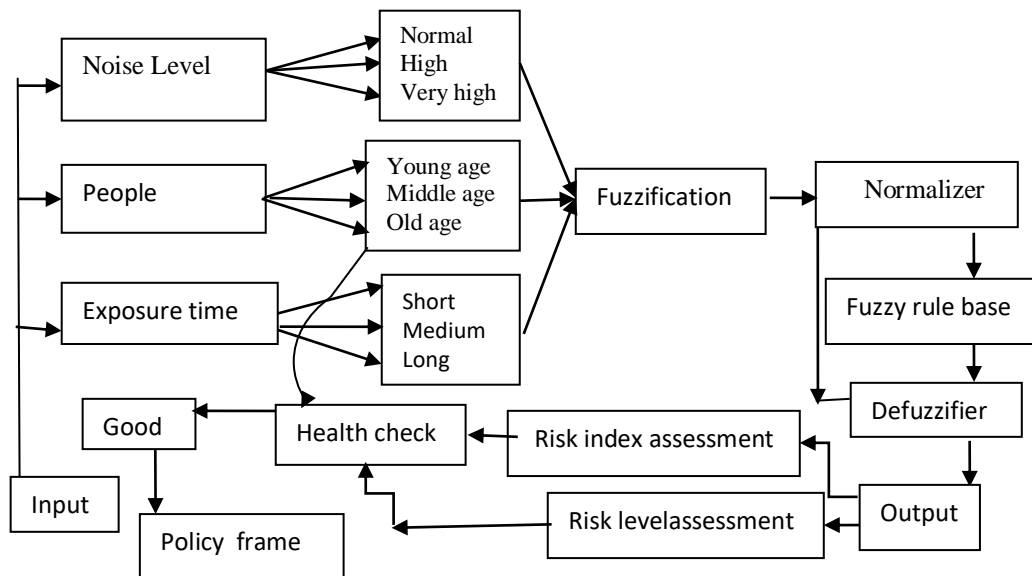 Noise Level
Normal
High
Very high
People
Young age
Middle age
Old age
Fuzzification
Normalizer
Exposure time
Short
Medium
Long
Fuzzy rule base
Defuzzifier
Good
Health check
Risk index assessment
Input
Policy frame
Risk levelassessment
Output